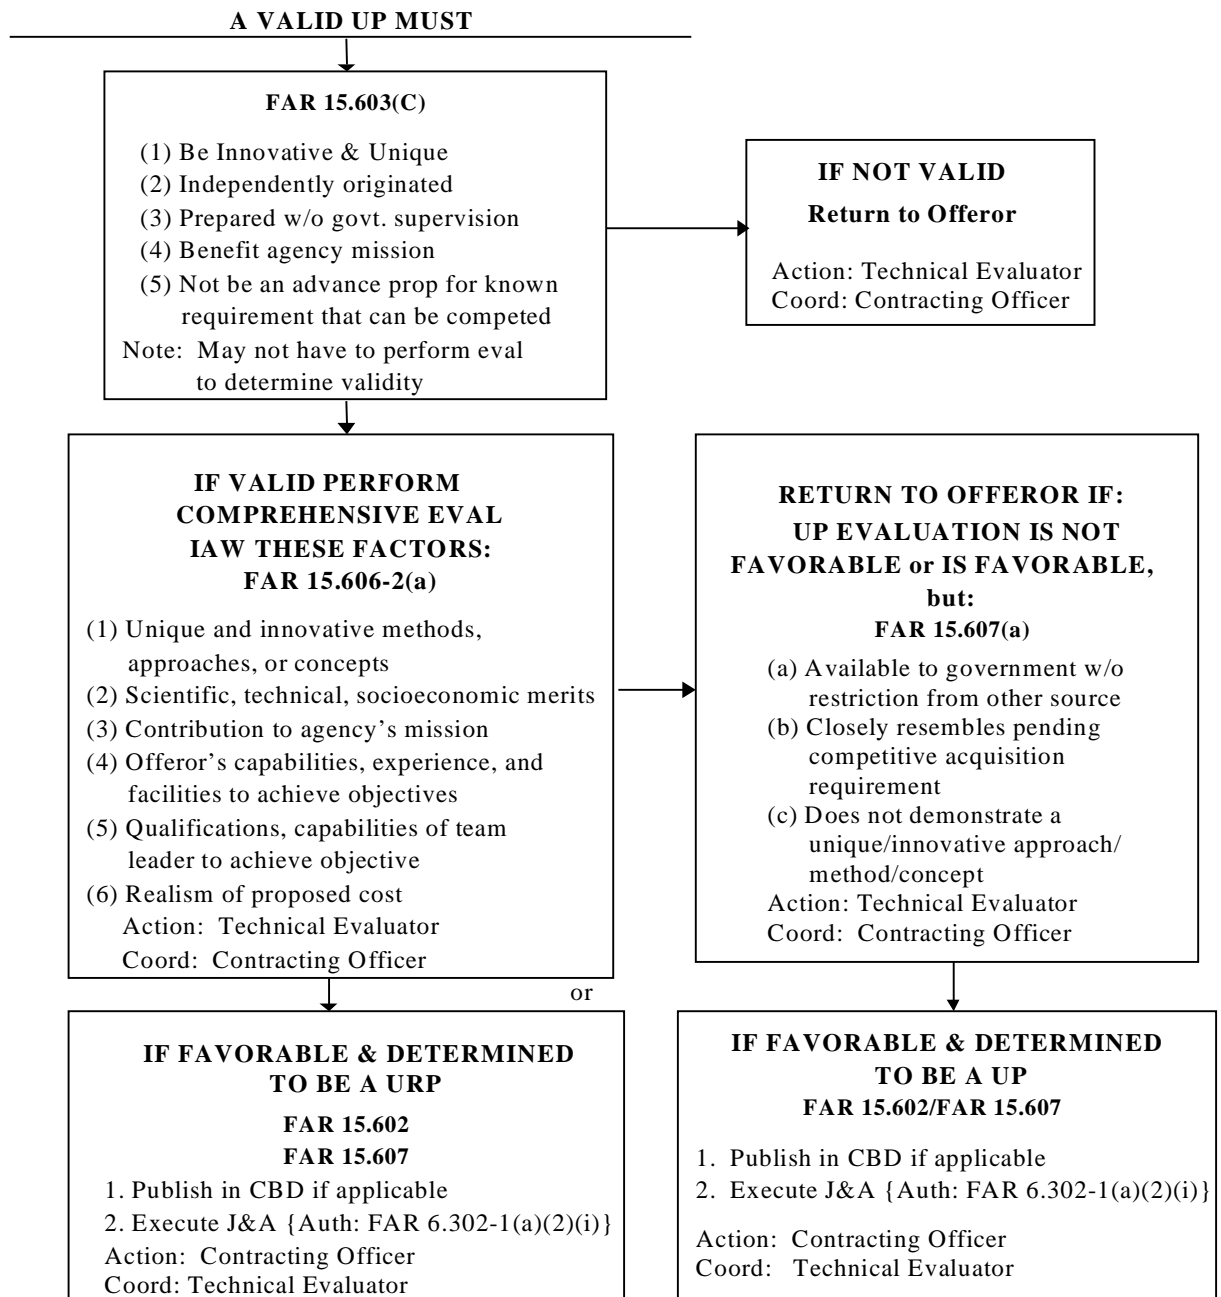 A VALID UP MUST
FAR 15.603(C)
(1) Be Innovative & Unique
(2) Independently originated
(3) Prepared w/o govt. supervision
(4) Benefit agency mission
(5) Not be an advance prop for known
requirement that can be competed
Note: May not have to perform eval
to determine validity
IF NOT VALID
Return to Offeror
Action: Technical Evaluator
Coord: Contracting Officer
IF VALID PERFORM
COMPREHENSIVE EVAL
IAW THESE FACTORS:
FAR 15.606-2(a)
(1) Unique and innovative methods,
approaches, or concepts
(2) Scientific, technical, socioeconomic merits
(3) Contribution to agency’s mission
(4) Offeror’s capabilities, experience, and
facilities to achieve objectives
(5) Qualifications, capabilities of team
leader to achieve objective
(6) Realism of proposed cost
Action: Technical Evaluator
Coord: Contracting Officer
RETURN TO OFFEROR IF:
UP EVALUATION IS NOT
FAVORABLE or IS FAVORABLE,
but:
FAR 15.607(a)
(a) Available to government w/o
restriction from other source
(b) Closely resembles pending
competitive acquisition
requirement
(c) Does not demonstrate a
unique/innovative approach/
method/concept
Action: Technical Evaluator
Coord: Contracting Officer
or
IF FAVORABLE & DETERMINED
TO BE A URP
FAR 15.602
FAR 15.607
1. Publish in CBD if applicable
2. Execute J&A {Auth: FAR 6.302-1(a)(2)(i)}
Action: Contracting Officer
Coord: Technical Evaluator
IF FAVORABLE & DETERMINED
TO BE A UP
FAR 15.602/FAR 15.607
1. Publish in CBD if applicable
2. Execute J&A {Auth: FAR 6.302-1(a)(2)(i)}
Action: Contracting Officer
Coord: Technical Evaluator